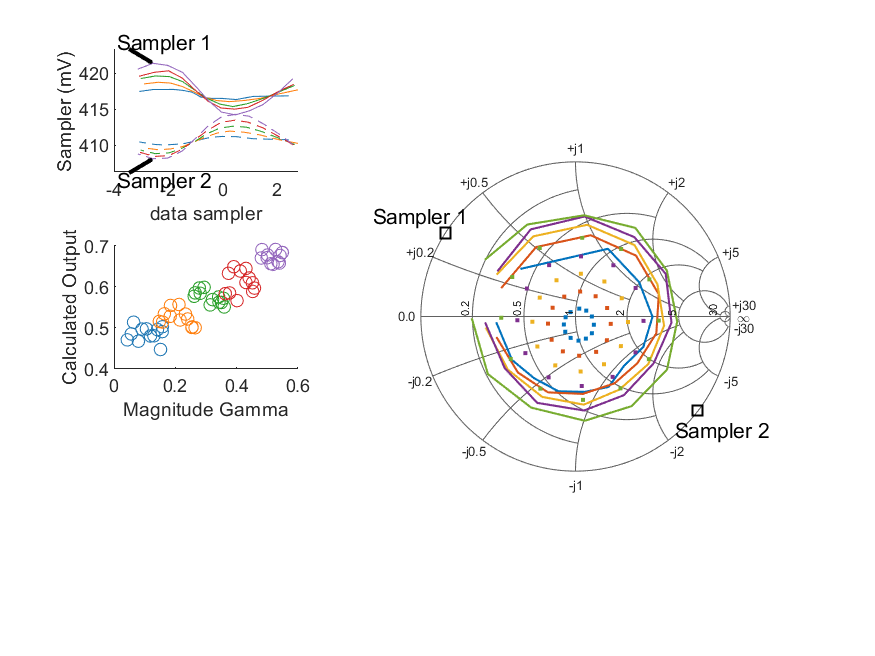 Sampler 1
420
415
410
Sampler (mV)
Sampler 2
-4
-2
0
2
data sampler
0.7
0.6
0.5
0.4
Calculated Output
0
0.2
0.4
0.6
Magnitude Gamma
+j1
+j0.5
+j2
Sampler 1
+j0.2
+j5
0.0
0.2
0.5
1
2
5
30
+j30
∞
-j30
-j0.2
-j5
Sampler 2
-j0.5
-j2
-j1